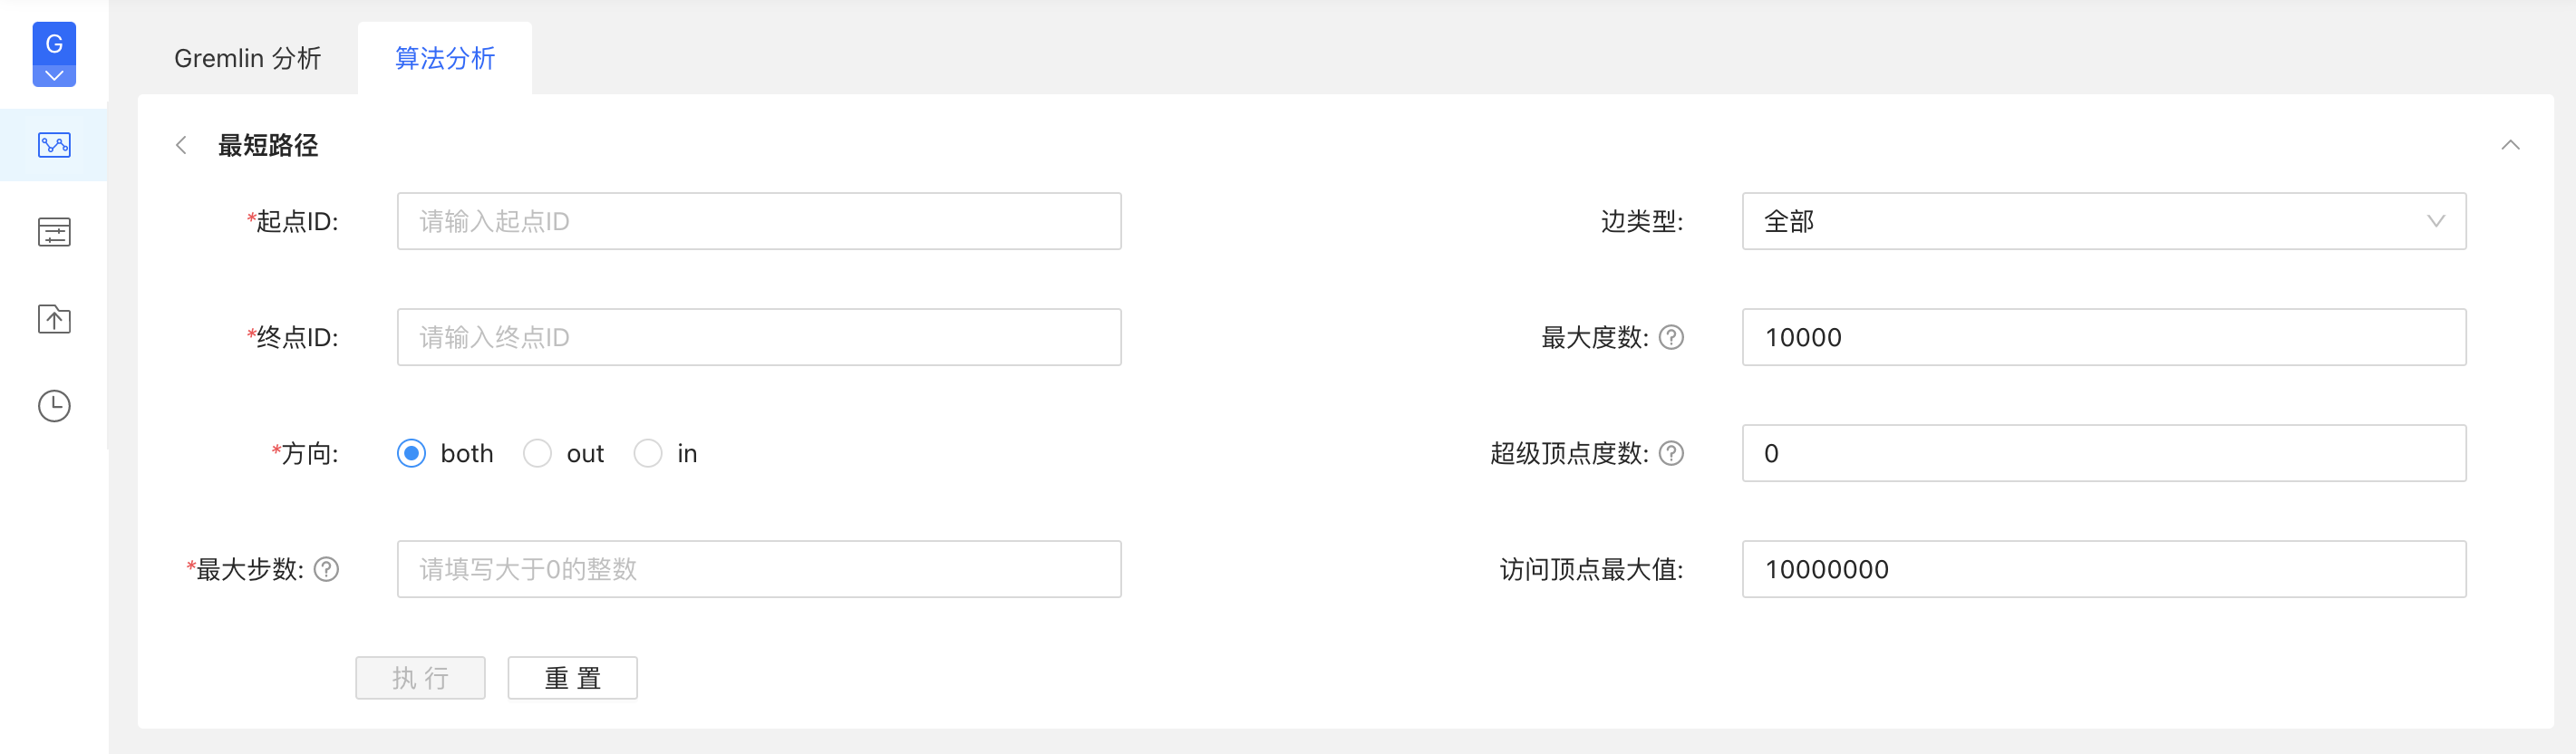 G
Gremlin 分析
算法分析
最短路径
*起点ID: 请输入起点ID
边类型: 全部
*终点ID: 请输入终点ID
最大度数: ? 10000
*方向: both out in
超级顶点度数: ? 0
*最大步数: ? 请填写大于0的整数
访问顶点最大值: 10000000
执 行
重 置